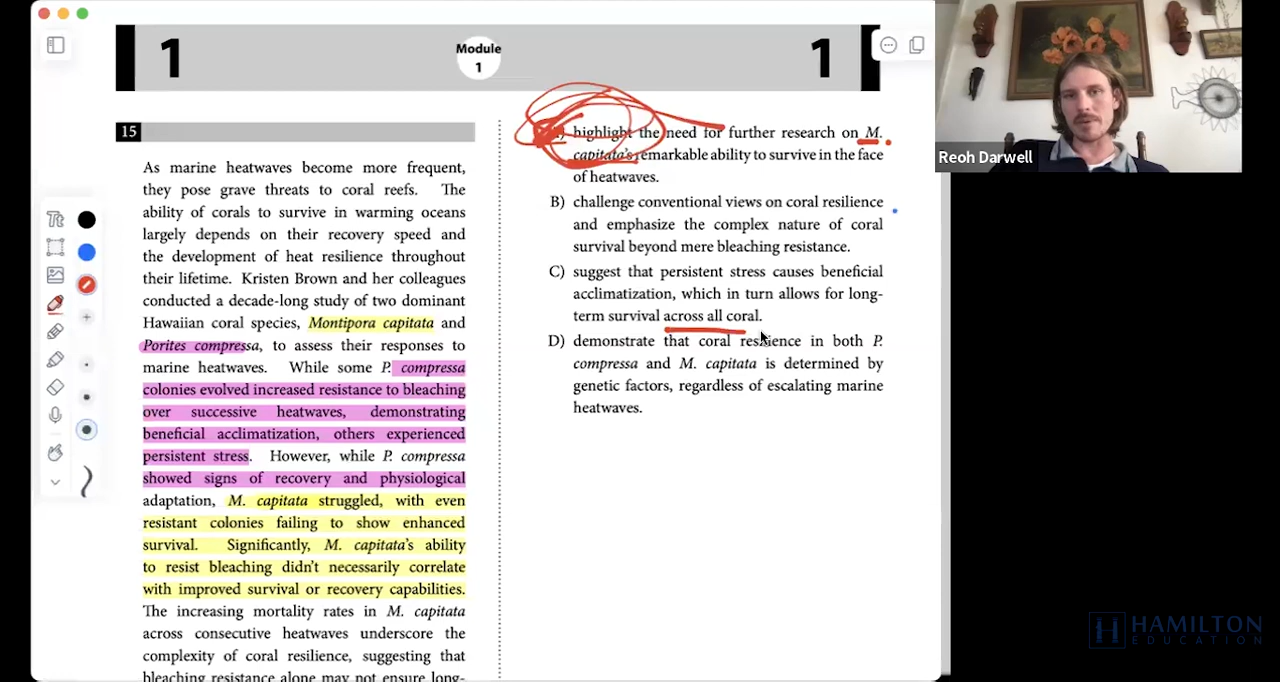 1
Module
1
1
15
As marine heatwaves become more frequent,
they pose grave threats to coral reefs. The
ability of corals to survive in warming oceans
largely depends on their recovery speed and
the development of heat resilience throughout
their lifetime. Kristen Brown and her colleagues
conducted a decade-long study of two dominant
Hawaiian coral species, Montipora capitata and
Porites compressa, to assess their responses to
marine heatwaves. While some P. compressa
colonies evolved increased resistance to bleaching
over successive heatwaves, demonstrating
beneficial acclimatization, others experienced
persistent stress. However, while P. compressa
showed signs of recovery and physiological
adaptation, M. capitata struggled, with even
resistant colonies failing to show enhanced
survival. Significantly, M. capitata's ability
to resist bleaching didn't necessarily correlate
with improved survival or recovery capabilities.
The increasing mortality rates in M. capitata
across consecutive heatwaves underscore the
complexity of coral resilience, suggesting that
bleaching resistance alone may not ensure long-
highlight the need for further research on M.
capitata's remarkable ability to survive in the face
of heatwaves.
B) challenge conventional views on coral resilience
and emphasize the complex nature of coral
survival beyond mere bleaching resistance.
C) suggest that persistent stress causes beneficial
acclimatization, which in turn allows for long-
term survival across all coral.
D) demonstrate that coral resilience in both P.
compressa and M. capitata is determined by
genetic factors, regardless of escalating marine
heatwaves.
Tt
Reoh Darwell
HAMILTON
EDUCATION